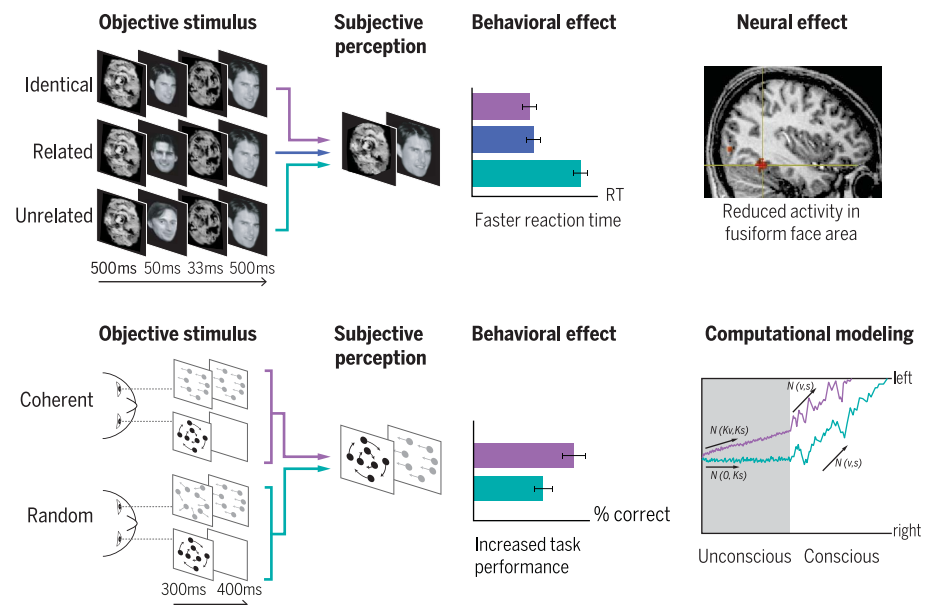 Objective stimulus
Subjective
perception
Behavioral effect
Neural effect
Identical
Related
Unrelated
500ms 50ms 33ms 500ms
RT
Faster reaction time
Reduced activity in
fusiform face area
Objective stimulus
Subjective
perception
Behavioral effect
Computational modeling
Coherent
Random
300ms 400ms
% correct
Increased task
performance
left
N (v,s)
N (Kv,Ks)
N (0, Ks)
N (v,s)
right
Unconscious Conscious